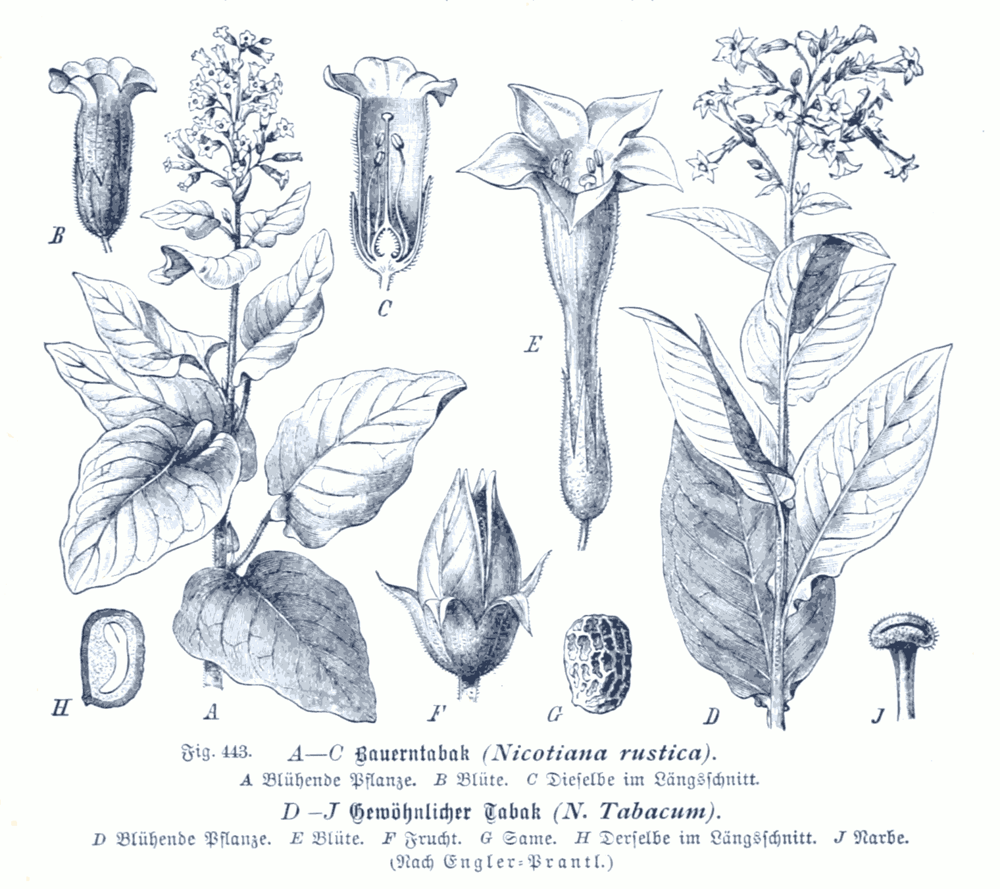 B
C
E
H
A
F
G
D
J
Fig. 443. A—C Bauerntabak (Nicotiana rustica).
A Blühende Pflanze. B Blüte. C Dieſelbe im Längsſchnitt.
D –J Gewöhnlicher Tabak (N. Tabacum).
D Blühende Pflanze. E Blüte. F Frucht. G Same. H Derſelbe im Längsſchnitt. J Narbe.
(Nach Engler-Prantl.)